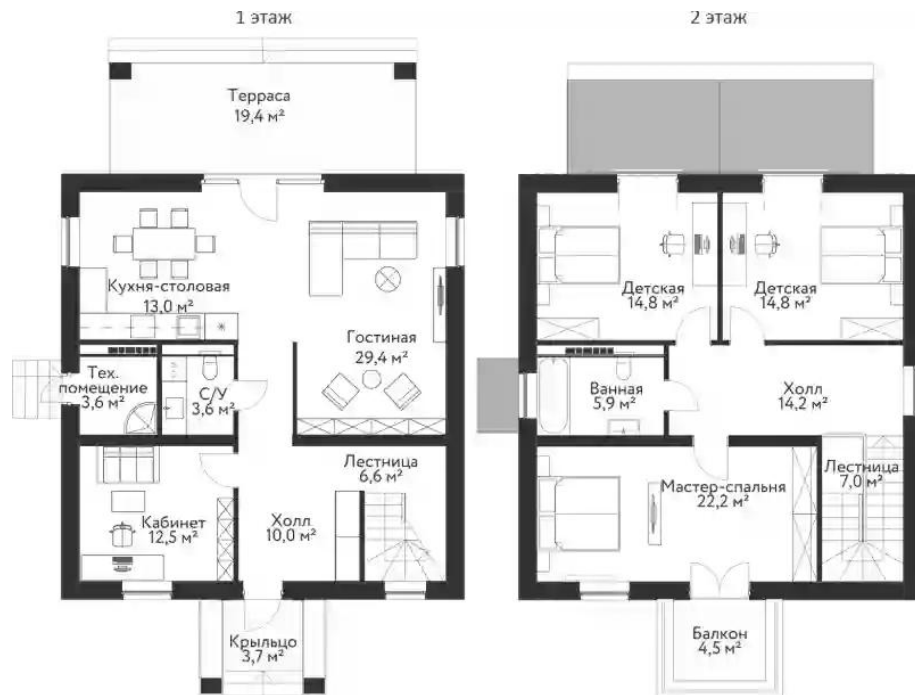 1 этаж
Терраса
19,4 м²
Кухня-столовая
13,0 м²
Гостиная
29,4 м²
Тех.
помещение
3,6 м²
С/У
3,6 м²
Лестница
6,6 м²
Кабинет
12,5 м²
Холл
10,0 м²
Крыльцо
3,7 м²
2 этаж
Детская
14,8 м²
Детская
14,8 м²
Ванная
5,9 м²
Холл
14,2 м²
Мастер-спальня
22,2 м²
Лестница
7,0 м²
Балкон
4,5 м²